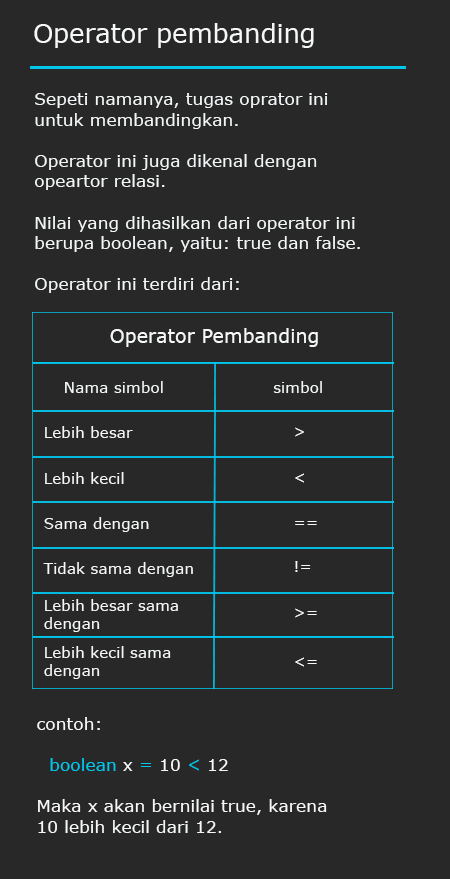 Operator pembanding
Sepeti namanya, tugas oprator ini
untuk membandingkan.
Operator ini juga dikenal dengan
opeartor relasi.
Nilai yang dihasilkan dari operator ini
berupa boolean, yaitu: true dan false.
Operator ini terdiri dari:
Operator Pembanding
Nama simbol simbol
Lebih besar >
Lebih kecil <
Sama dengan ==
Tidak sama dengan !=
Lebih besar sama
dengan >=
Lebih kecil sama
dengan <=
contoh:
boolean x = 10 < 12
Maka x akan bernilai true, karena
10 lebih kecil dari 12.